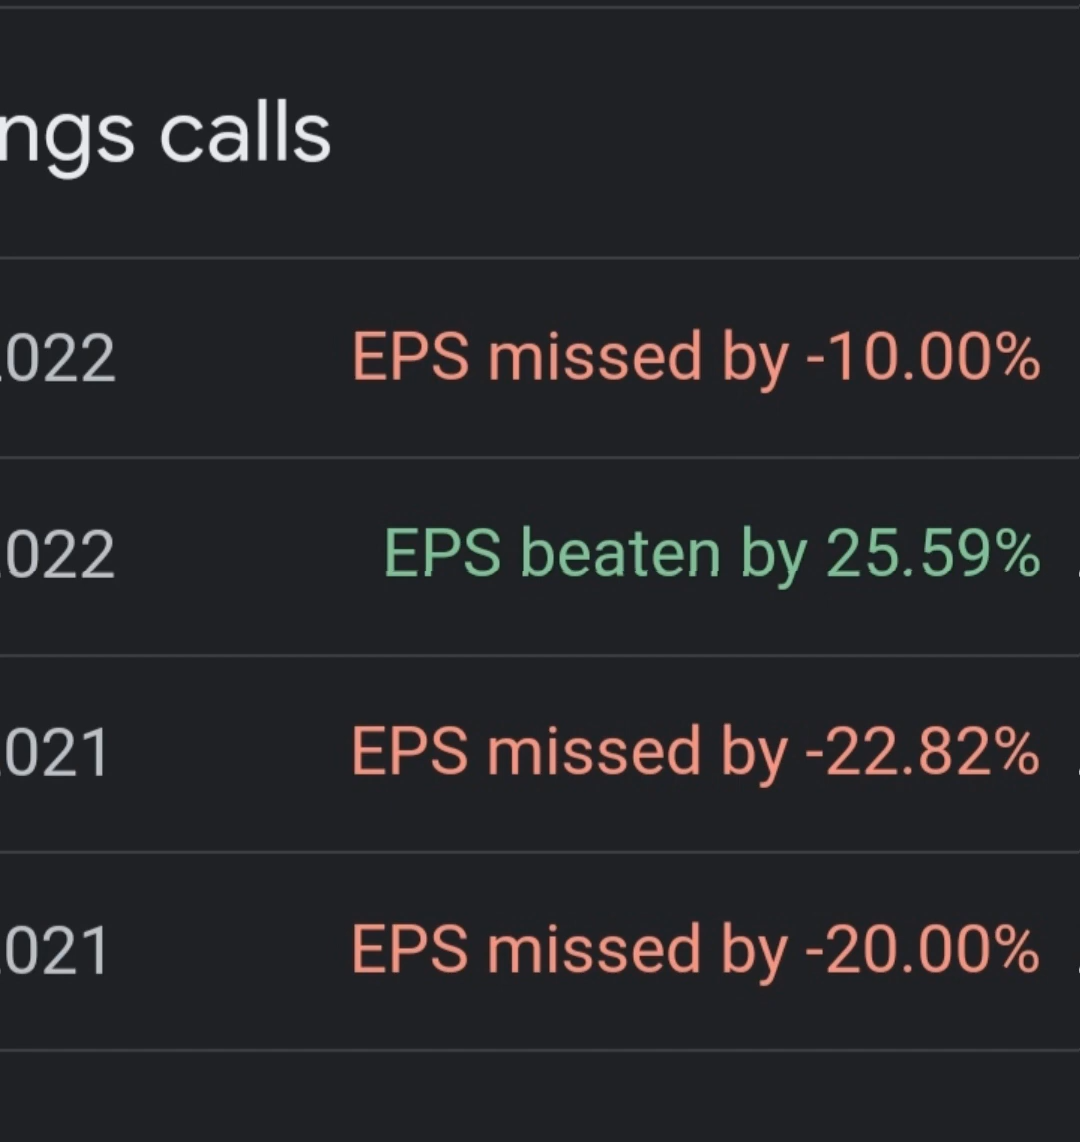 ngs calls
022 EPS missed by -10.00%
022 EPS beaten by 25.59%
021 EPS missed by -22.82%
021 EPS missed by -20.00%